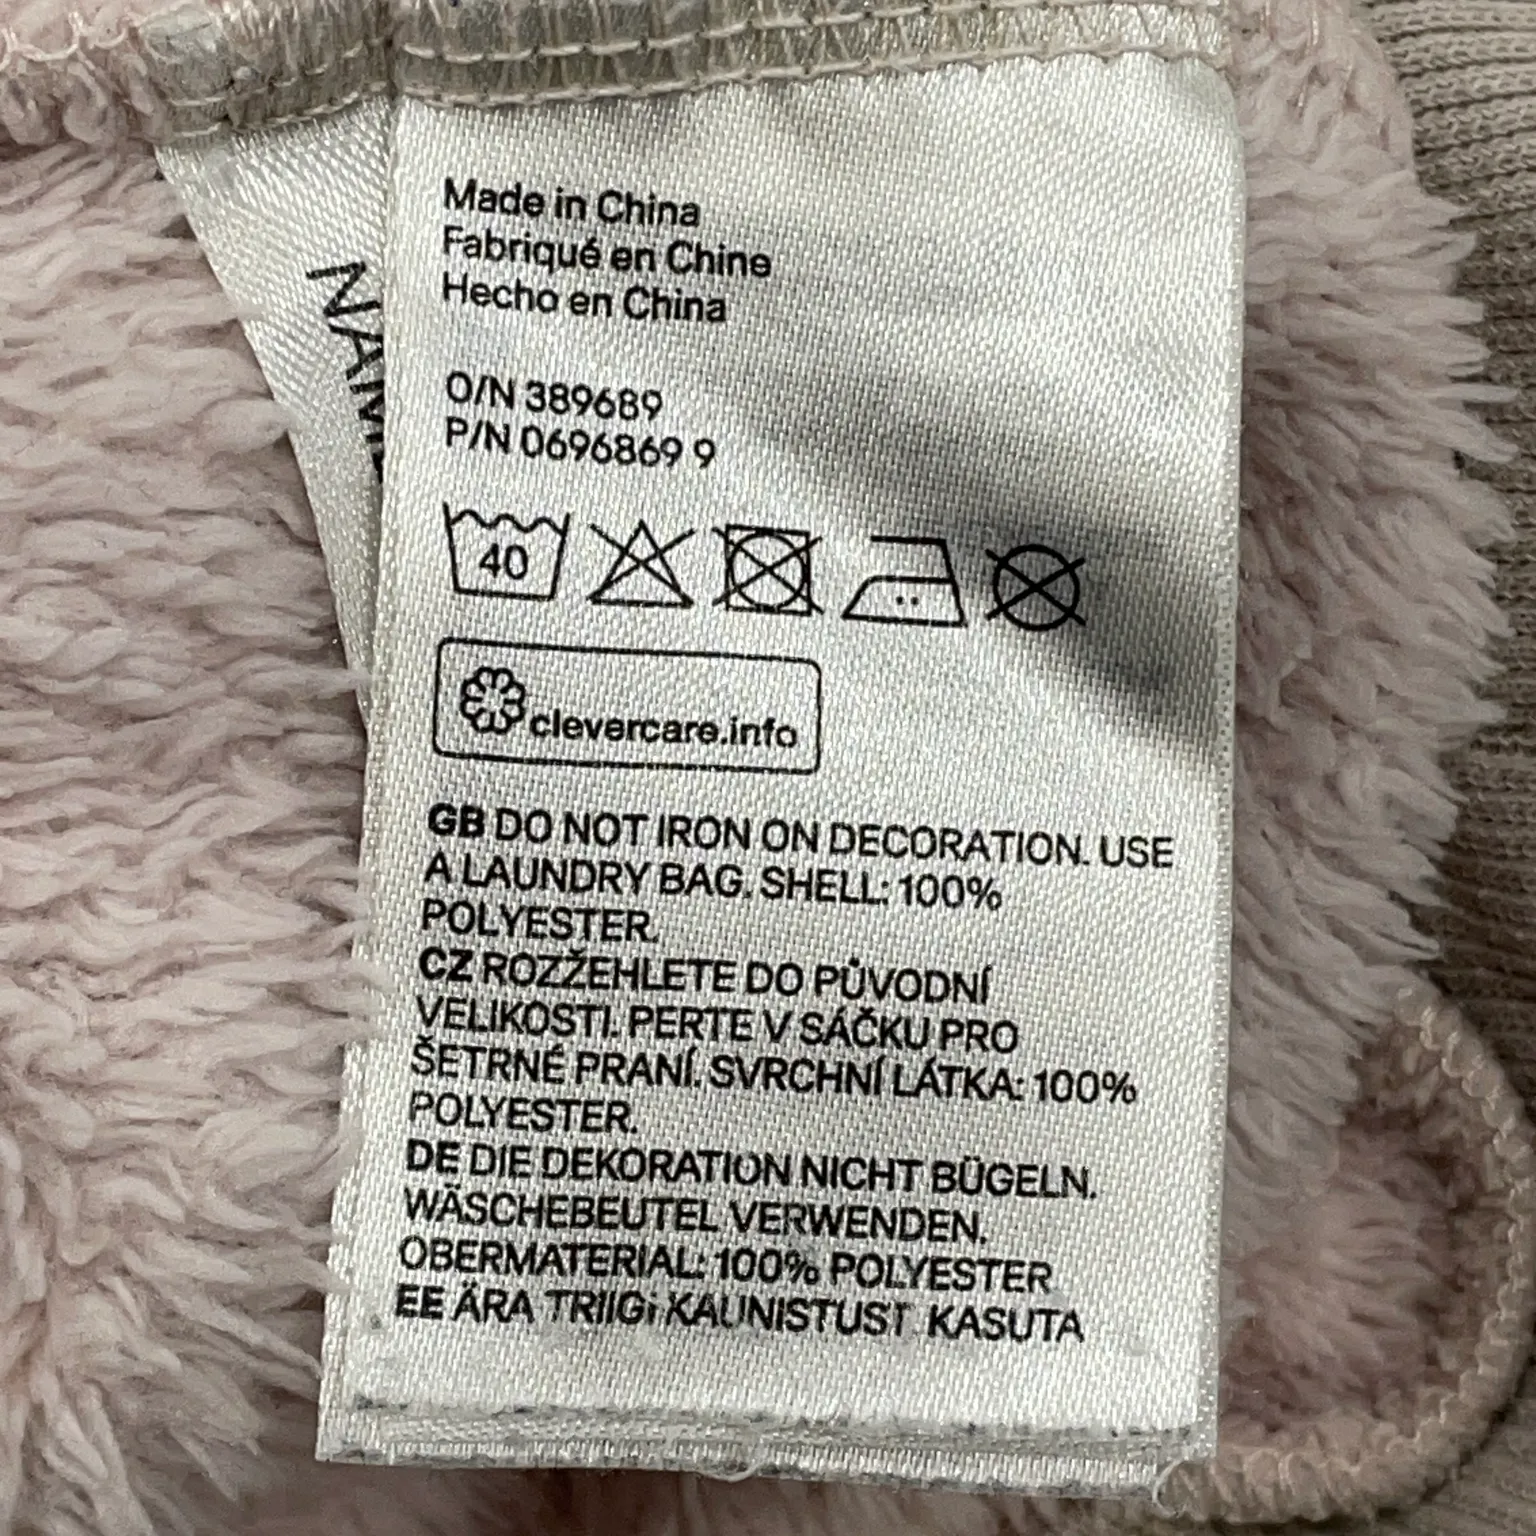 Made in China
Fabriqué en Chine
Hecho en China
O/N 389689
P/N 0696869 9
40
clevercare.info
GB DO NOT IRON ON DECORATION. USE
A LAUNDRY BAG. SHELL: 100%
POLYESTER.
CZ ROZŽEHLETE DO PŮVODNÍ
VELIKOSTI. PERTE V SÁČKU PRO
ŠETRNÉ PRANÍ. SVRCHNÍ LÁTKA: 100%
POLYESTER.
DE DIE DEKORATION NICHT BÜGELN.
WÄSCHEBEUTEL VERWENDEN.
OBERMATERIAL: 100% POLYESTER
EE ÄRA TRIIGI KAUNISTUST KASUTA